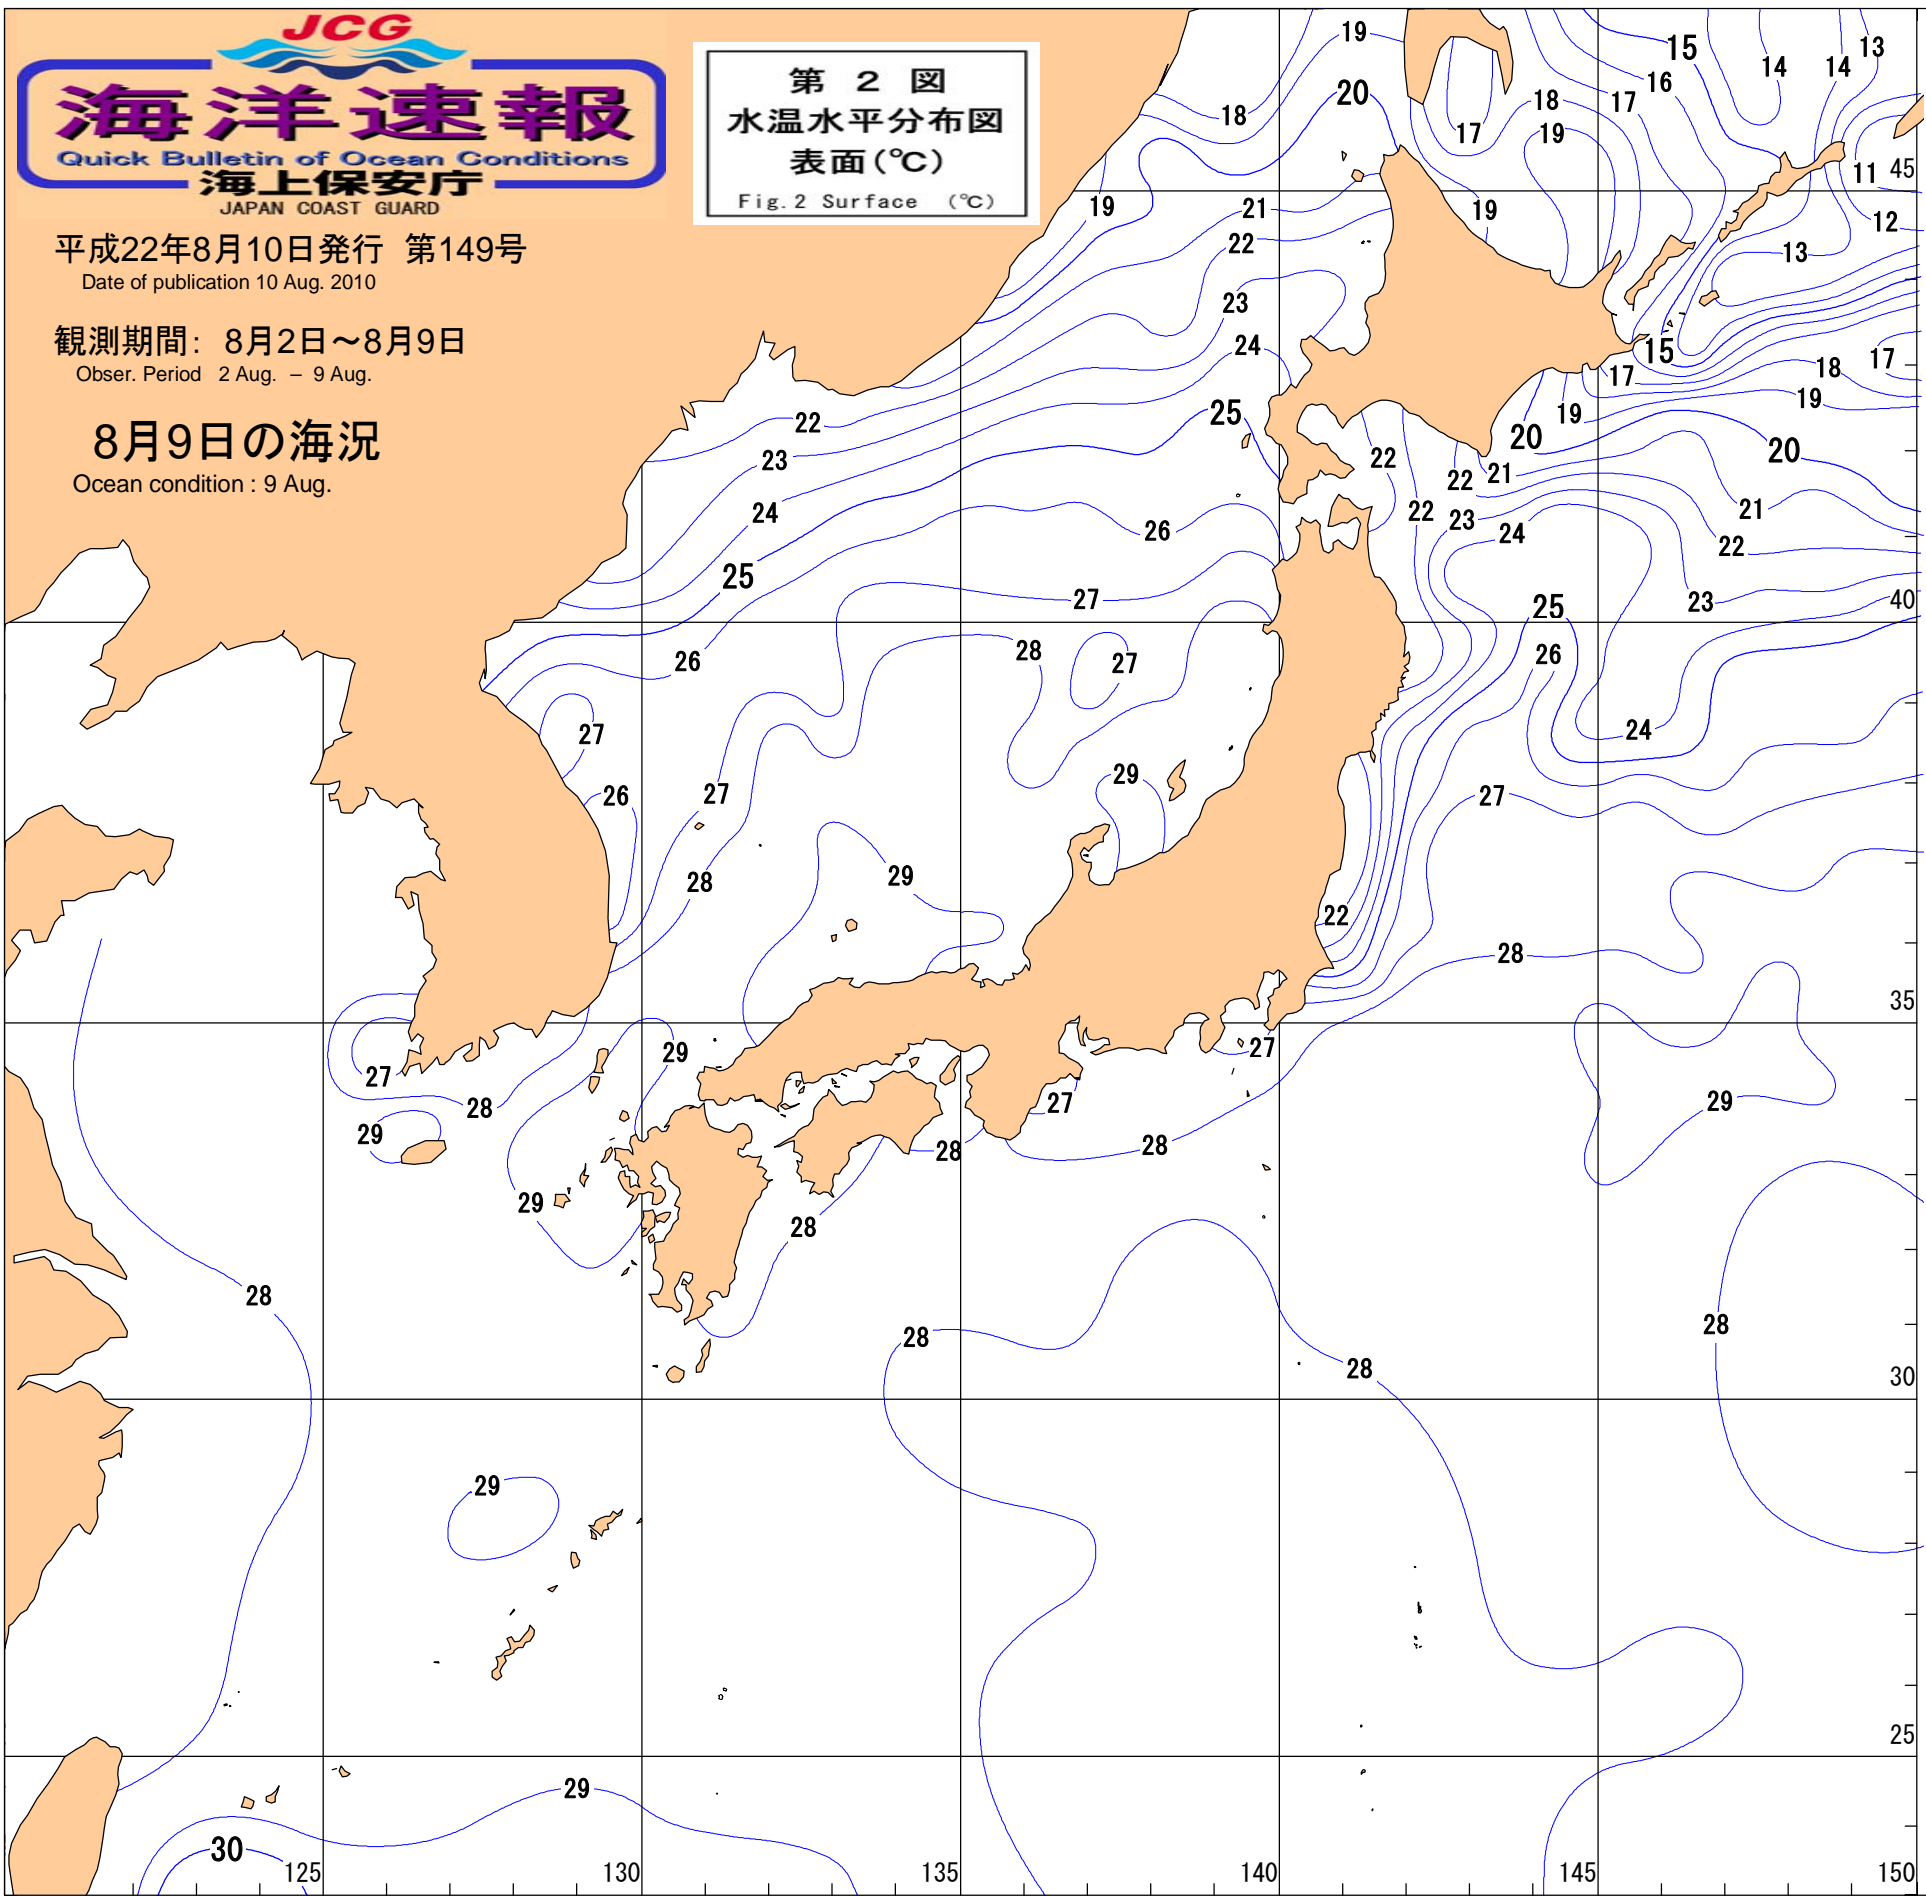 JCG
海洋速報
Quick Bulletin of Ocean Conditions
海上保安庁
JAPAN COAST GUARD
第 2 図
水温水平分布図
表面(℃)
Fig.2 Surface (℃)
平成22年8月10日発行 第149号
Date of publication 10 Aug. 2010
観測期間: 8月2日～8月9日
Obser. Period 2 Aug. – 9 Aug.
8月9日の海況
Ocean condition : 9 Aug.
19 15 13
14 14
16
20 18 17
18 17 19
11 45
19 21 19 12
22 13
23
24 15 18 17
17
25 19 19
22 20 20
23 22 22 21
24 22 23 21
26 24 22
25
27 25 23 40
26 28 27 26
27 24
29
26 27 27
28 29
22
28
35
29 27
27 28 27 29
29 28 28
29 28
28
28 28
28
30
29
25
29
30
125 130 135 140 145 150